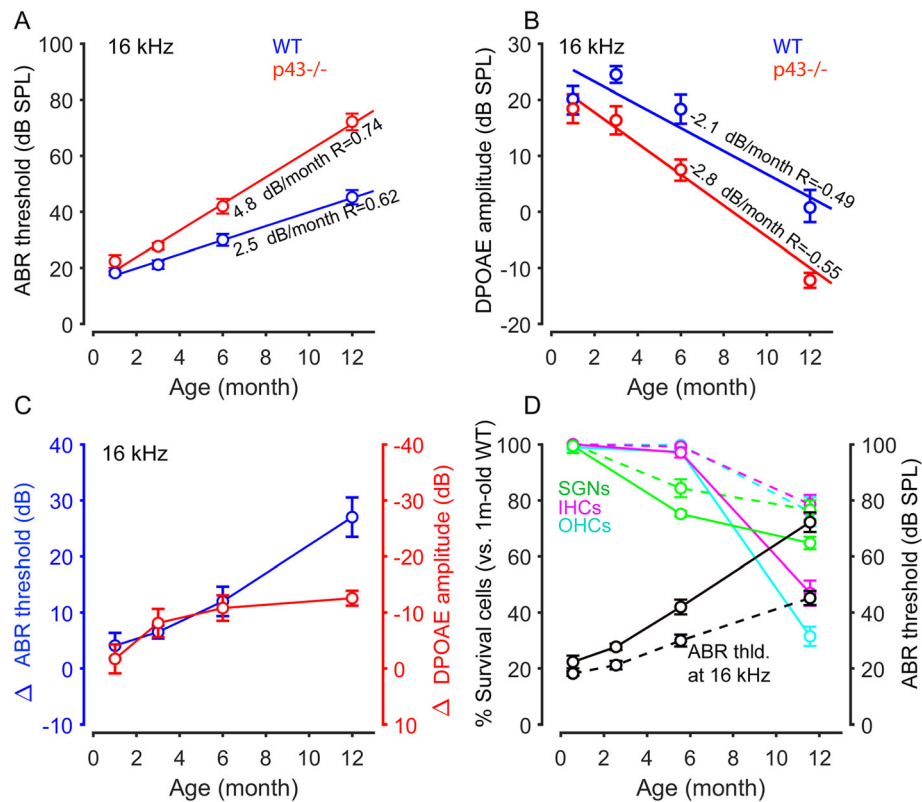 A
16 kHz
WT
p43-/-
ABR threshold (dB SPL)
100
80
60
40
20
0
4.8 dB/month R=0.74
2.5 dB/month R=0.62
0 2 4 6 8 10 12
Age (month)
B
16 kHz
WT
p43-/-
DPOAE amplitude (dB SPL)
30
20
10
0
-10
-20
-2.1 dB/month R=-0.49
-2.8 dB/month R=-0.55
0 2 4 6 8 10 12
Age (month)
C
16 kHz
Δ ABR threshold (dB)
40
30
20
10
0
-10
-40
-30
-20
-10
0
10
Δ DPOAE amplitude (dB)
0 2 4 6 8 10 12
Age (month)
D
% Survival cells (vs. 1m-old WT)
100
80
60
40
20
0
SGNs
IHCs
OHCs
ABR thld.
at 16 kHz
100
80
60
40
20
0
ABR threshold (dB SPL)
0 2 4 6 8 10 12
Age (month)